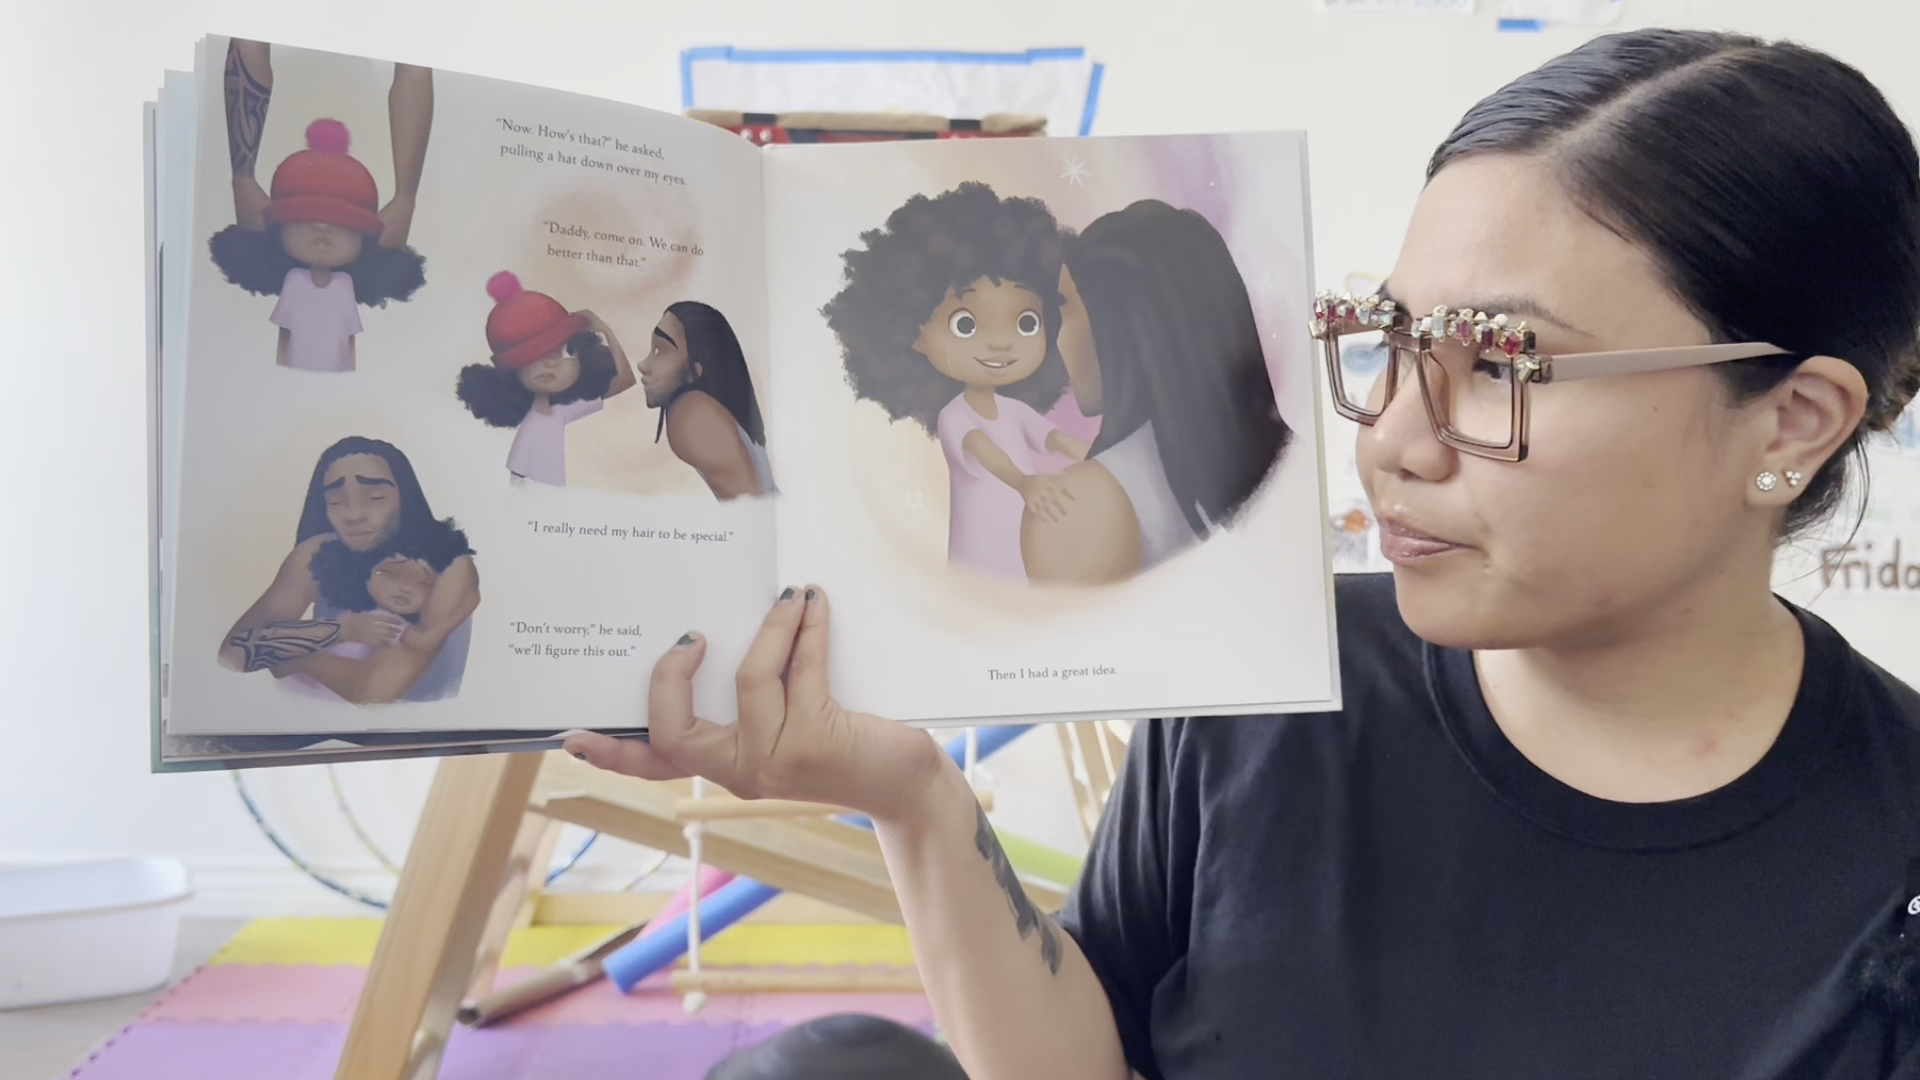 "Now. How's that?" he asked,
pulling a hat down over my eyes.
"Daddy, come on. We can do
better than that."
"I really need my hair to be special."
"Don't worry," he said,
"we'll figure this out."
Then I had a great idea.